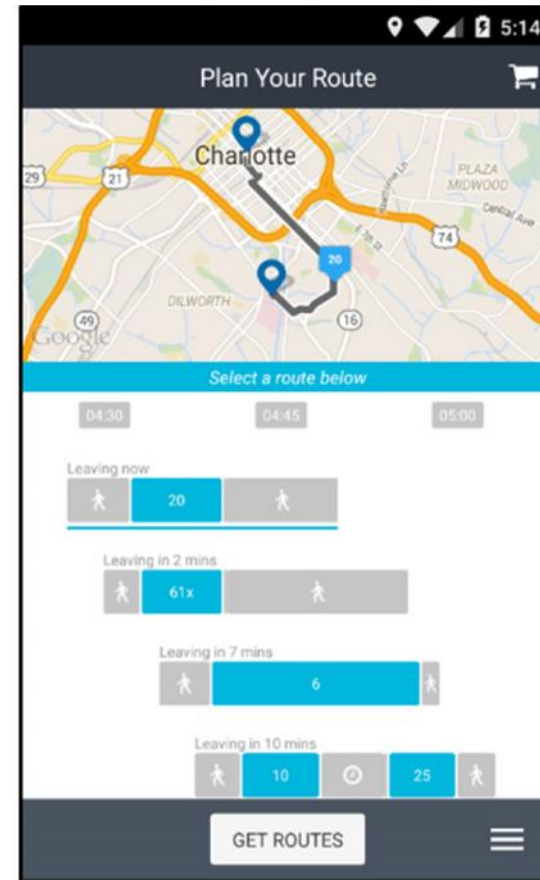 5:14
Plan Your Route
Charlotte
PLAZA
MIDWOOD
29
21
Central Ave
74
E 7th St
20
DILWORTH
49
16
Google
Select a route below
04:30 04:45 05:00
Leaving now
20
Leaving in 2 mins
61x
Leaving in 7 mins
6
Leaving in 10 mins
10 25
GET ROUTES